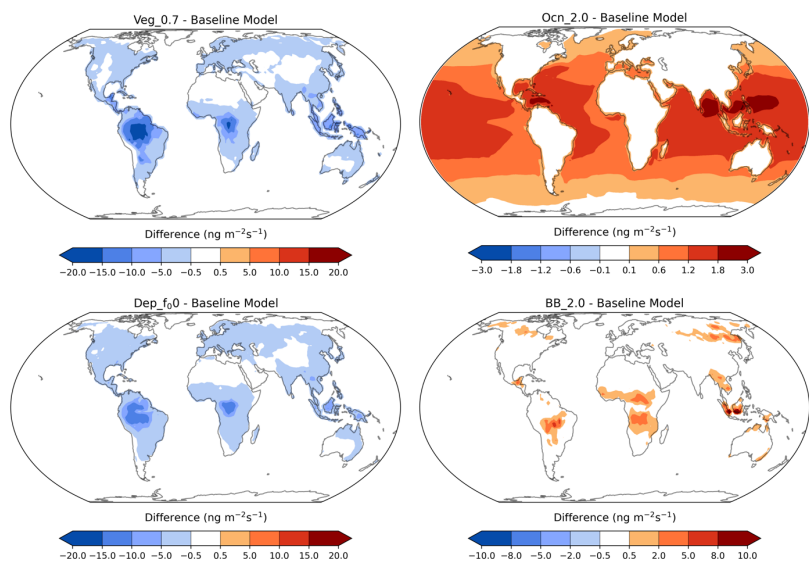 Veg_0.7 - Baseline Model
Difference (ng m⁻²s⁻¹)
−20.0 −15.0 −10.0 −5.0 −0.5 0.5 5.0 10.0 15.0 20.0
Ocn_2.0 - Baseline Model
Difference (ng m⁻²s⁻¹)
−3.0 −1.8 −1.2 −0.6 −0.1 0.1 0.6 1.2 1.8 3.0
Dep_f₀0 - Baseline Model
Difference (ng m⁻²s⁻¹)
−20.0 −15.0 −10.0 −5.0 −0.5 0.5 5.0 10.0 15.0 20.0
BB_2.0 - Baseline Model
Difference (ng m⁻²s⁻¹)
−10.0 −8.0 −5.0 −2.0 −0.5 0.5 2.0 5.0 8.0 10.0